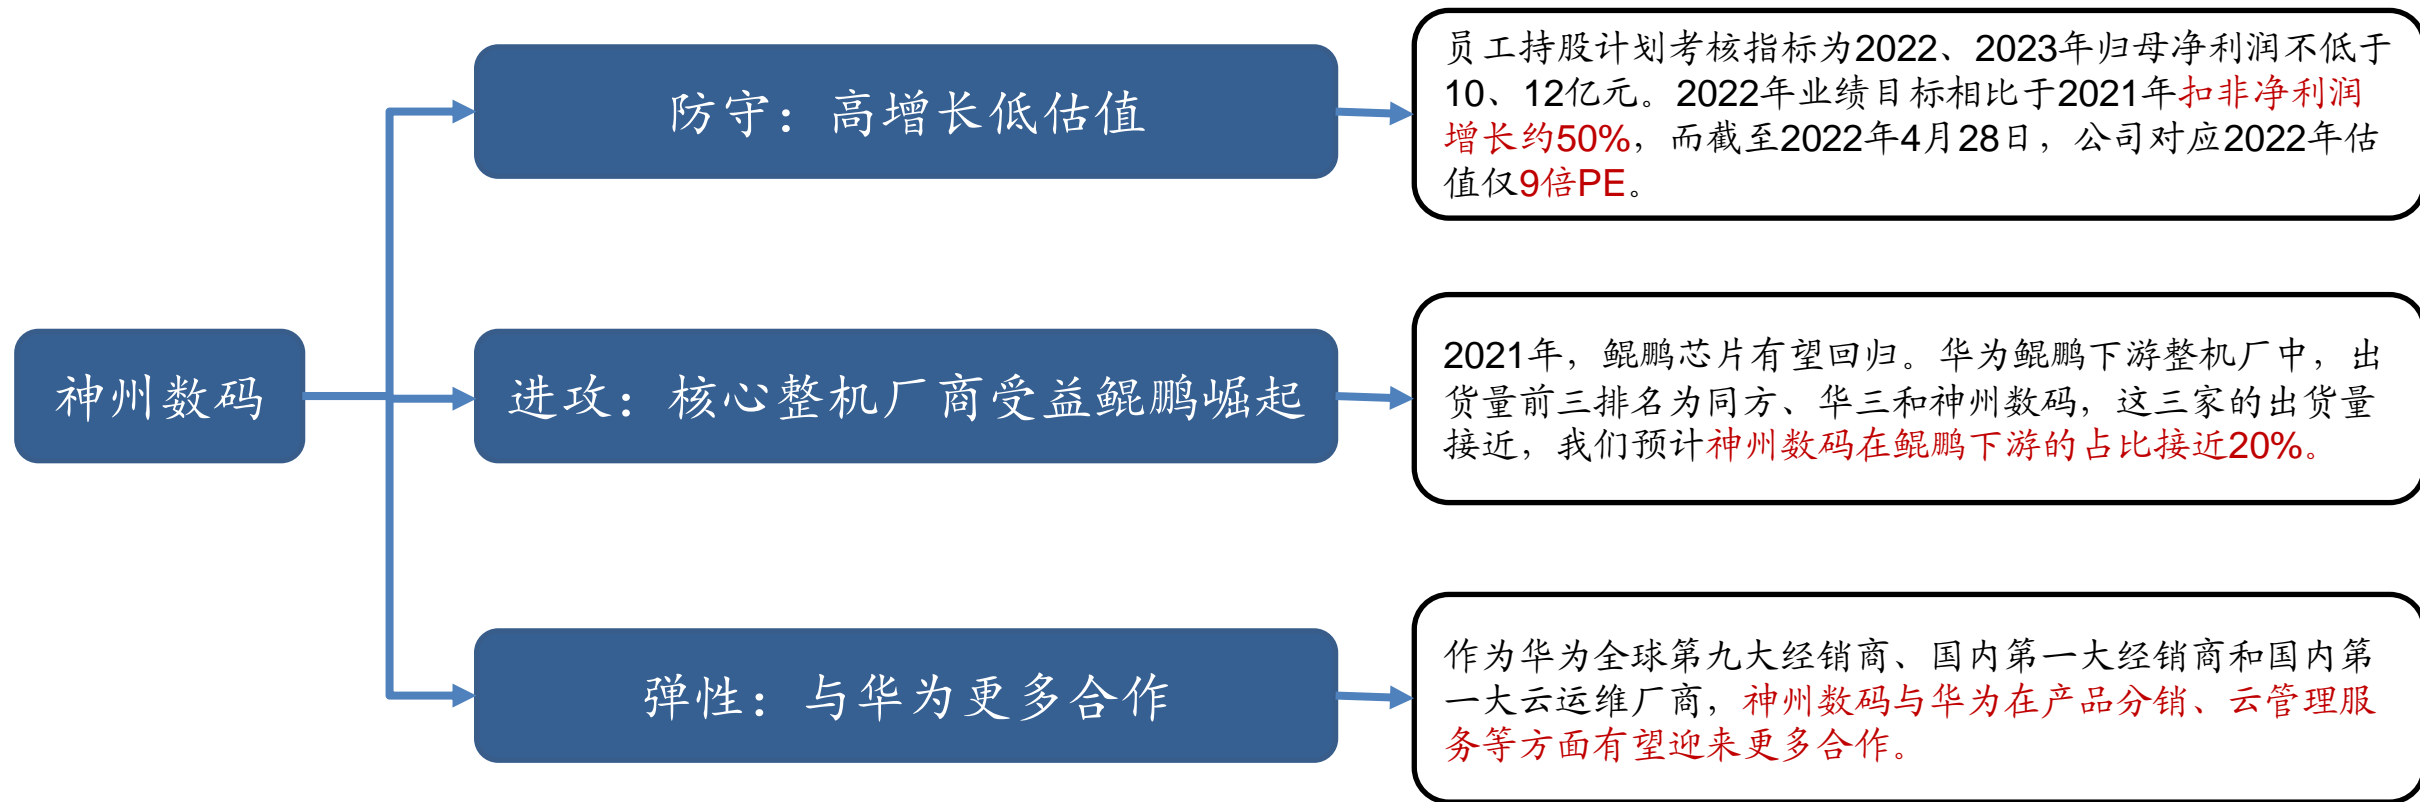 神州数码
防守：高增长低估值
员工持股计划考核指标为2022、2023年归母净利润不低于
10、12亿元。2022年业绩目标相比于2021年扣非净利润
增长约50%，而截至2022年4月28日，公司对应2022年估
值仅9倍PE。
进攻：核心整机厂商受益鲲鹏崛起
2021年，鲲鹏芯片有望回归。华为鲲鹏下游整机厂中，出
货量前三排名为同方、华三和神州数码，这三家的出货量
接近，我们预计神州数码在鲲鹏下游的占比接近20%。
弹性：与华为更多合作
作为华为全球第九大经销商、国内第一大经销商和国内第
一大云运维厂商，神州数码与华为在产品分销、云管理服
务等方面有望迎来更多合作。